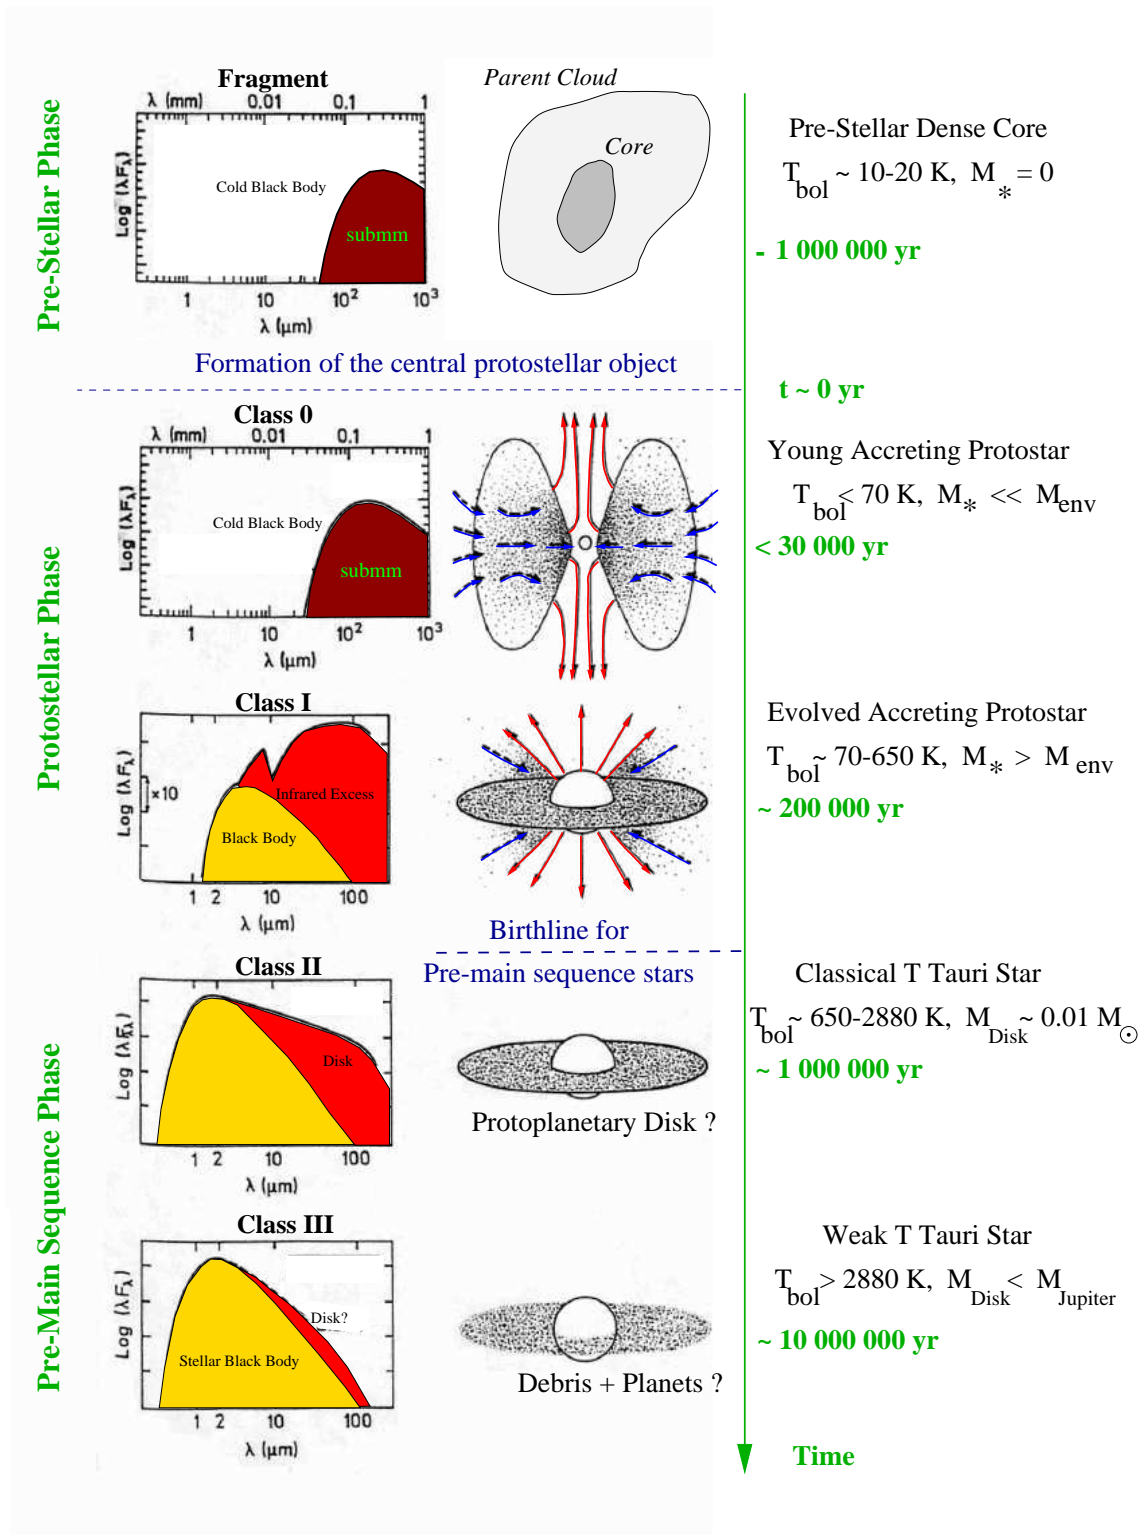 Pre-Stellar Phase
Fragment
λ (mm) 0.01 0.1 1
Log (λFλ)
Cold Black Body
submm
1 10 10² 10³
λ (μm)
Parent Cloud
Core
Pre-Stellar Dense Core
Tbol ~ 10-20 K, M* = 0
- 1 000 000 yr
Formation of the central protostellar object
t ~ 0 yr
Protostellar Phase
Class 0
λ (mm) 0.01 0.1 1
Log (λFλ)
Cold Black Body
submm
1 10 10² 10³
λ (μm)
Young Accreting Protostar
Tbol < 70 K, M* << Menv
< 30 000 yr
Class I
Log (λFλ)
×10
Infrared Excess
Black Body
1 2 10 100
λ (μm)
Evolved Accreting Protostar
Tbol ~ 70-650 K, M* > Menv
~ 200 000 yr
Birthline for
Pre-main sequence stars
Pre-Main Sequence Phase
Class II
Log (λFλ)
Disk
1 2 10 100
λ (μm)
Protoplanetary Disk ?
Classical T Tauri Star
Tbol ~ 650-2880 K, MDisk ~ 0.01 M⊙
~ 1 000 000 yr
Class III
Log (λFλ)
Disk?
Stellar Black Body
1 2 10 100
λ (μm)
Debris + Planets ?
Weak T Tauri Star
Tbol > 2880 K, MDisk < MJupiter
~ 10 000 000 yr
Time